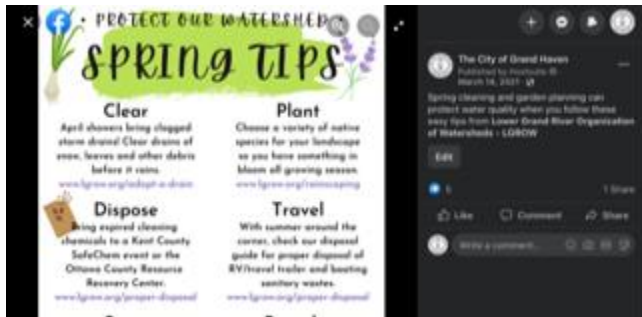 • PROTECT OUR WATERSHED •
SPRING TIPS
Clear
April showers bring clogged
storm drains! Clear drains of
snow, leaves and other debris
before it rains.
www.lgrow.org/adopt-a-drain
Plant
Choose a variety of native
species for your landscape
so you have something in
bloom all growing season.
www.lgrow.org/rainscaping
Dispose
Bring expired cleaning
chemicals to a Kent County
SafeChem event or the
Ottawa County Resource
Recovery Center.
www.lgrow.org/proper-disposal
Travel
With summer around the
corner, check our disposal
guide for proper disposal of
RV/travel trailer and boating
sanitary wastes.
www.lgrow.org/proper-disposal
The City of Grand Haven
Published by Hootsuite
March 16, 2021
Spring cleaning and garden planning can
protect water quality when you follow these
easy tips from Lower Grand River Organization
of Watersheds - LGROW
Edit
5
1 Share
Like
Comment
Share
Write a comment...